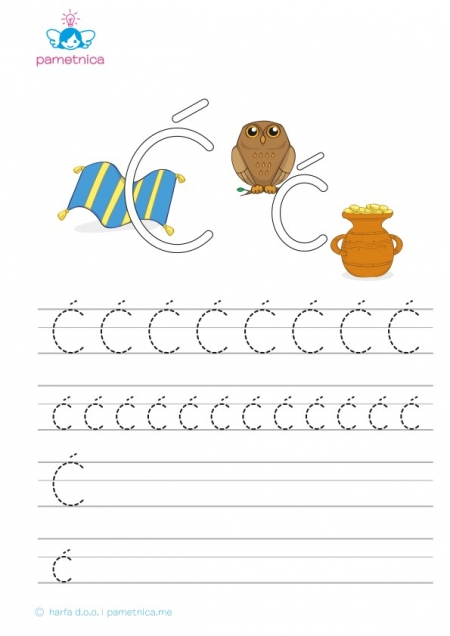 pametnica
Ć ć
Ć Ć Ć Ć Ć Ć Ć Ć
ć ć ć ć ć ć ć ć ć ć ć ć
Ć
ć
© harfa d.o.o. | pametnica.me